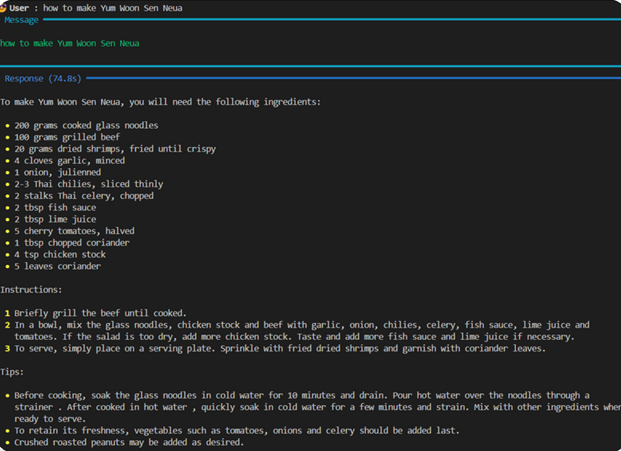 User : how to make Yum Woon Sen Neua
Message
how to make Yum Woon Sen Neua
Response (74.8s)
To make Yum Woon Sen Neua, you will need the following ingredients:
• 200 grams cooked glass noodles
• 100 grams grilled beef
• 20 grams dried shrimps, fried until crispy
• 4 cloves garlic, minced
• 1 onion, julienned
• 2-3 Thai chilies, sliced thinly
• 2 stalks Thai celery, chopped
• 2 tbsp fish sauce
• 2 tbsp lime juice
• 5 cherry tomatoes, halved
• 1 tbsp chopped coriander
• 4 tsp chicken stock
• 5 leaves coriander
Instructions:
1 Briefly grill the beef until cooked.
2 In a bowl, mix the glass noodles, chicken stock and beef with garlic, onion, chilies, celery, fish sauce, lime juice and
tomatoes. If the salad is too dry, add more chicken stock. Taste and add more fish sauce and lime juice if necessary.
3 To serve, simply place on a serving plate. Sprinkle with fried dried shrimps and garnish with coriander leaves.
Tips:
• Before cooking, soak the glass noodles in cold water for 10 minutes and drain. Pour hot water over the noodles through a
strainer . After cooked in hot water , quickly soak in cold water for a few minutes and strain. Mix with other ingredients when
ready to serve.
• To retain its freshness, vegetables such as tomatoes, onions and celery should be added last.
• Crushed roasted peanuts may be added as desired.